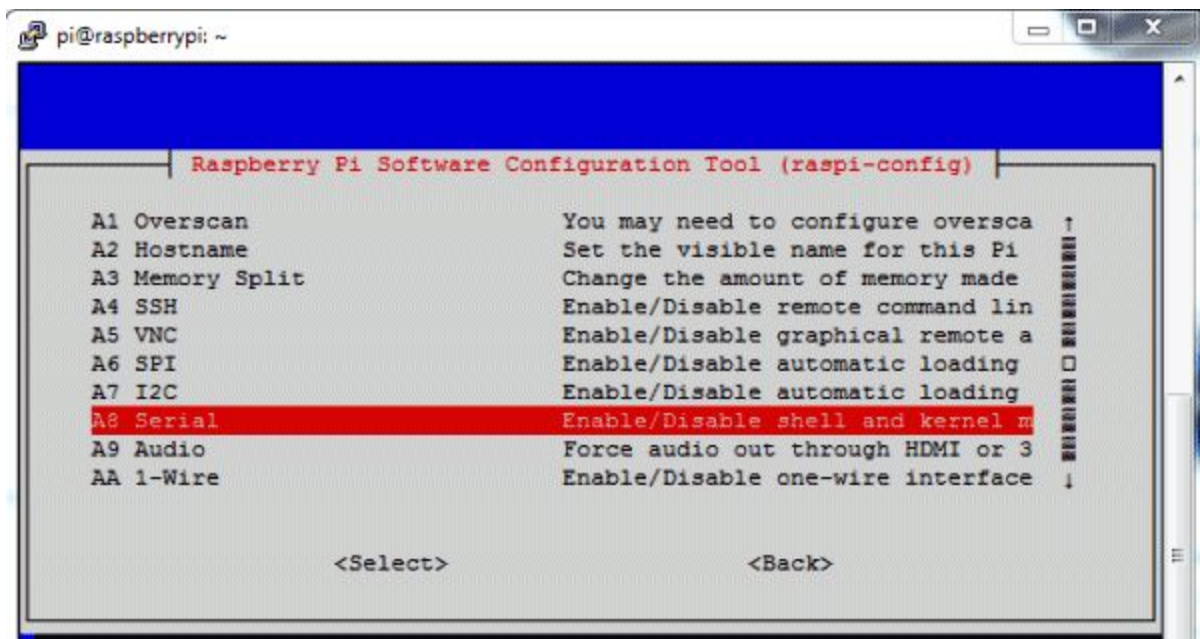 pi@raspberrypi: ~
Raspberry Pi Software Configuration Tool (raspi-config)
A1 Overscan You may need to configure oversca
A2 Hostname Set the visible name for this Pi
A3 Memory Split Change the amount of memory made
A4 SSH Enable/Disable remote command lin
A5 VNC Enable/Disable graphical remote a
A6 SPI Enable/Disable automatic loading
A7 I2C Enable/Disable automatic loading
A8 Serial Enable/Disable shell and kernel m
A9 Audio Force audio out through HDMI or 3
AA 1-Wire Enable/Disable one-wire interface
<Select> <Back>